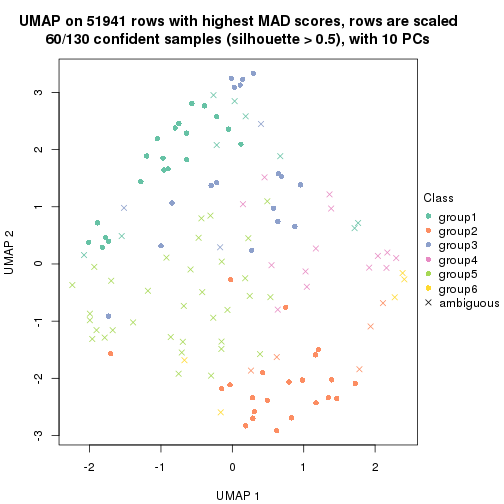 UMAP on 51941 rows with highest MAD scores, rows are scaled
60/130 confident samples (silhouette > 0.5), with 10 PCs
3
2
1
0
-1
-2
-3
UMAP 2
-2
-1
0
1
2
UMAP 1
Class
group1
group2
group3
group4
group5
group6
ambiguous